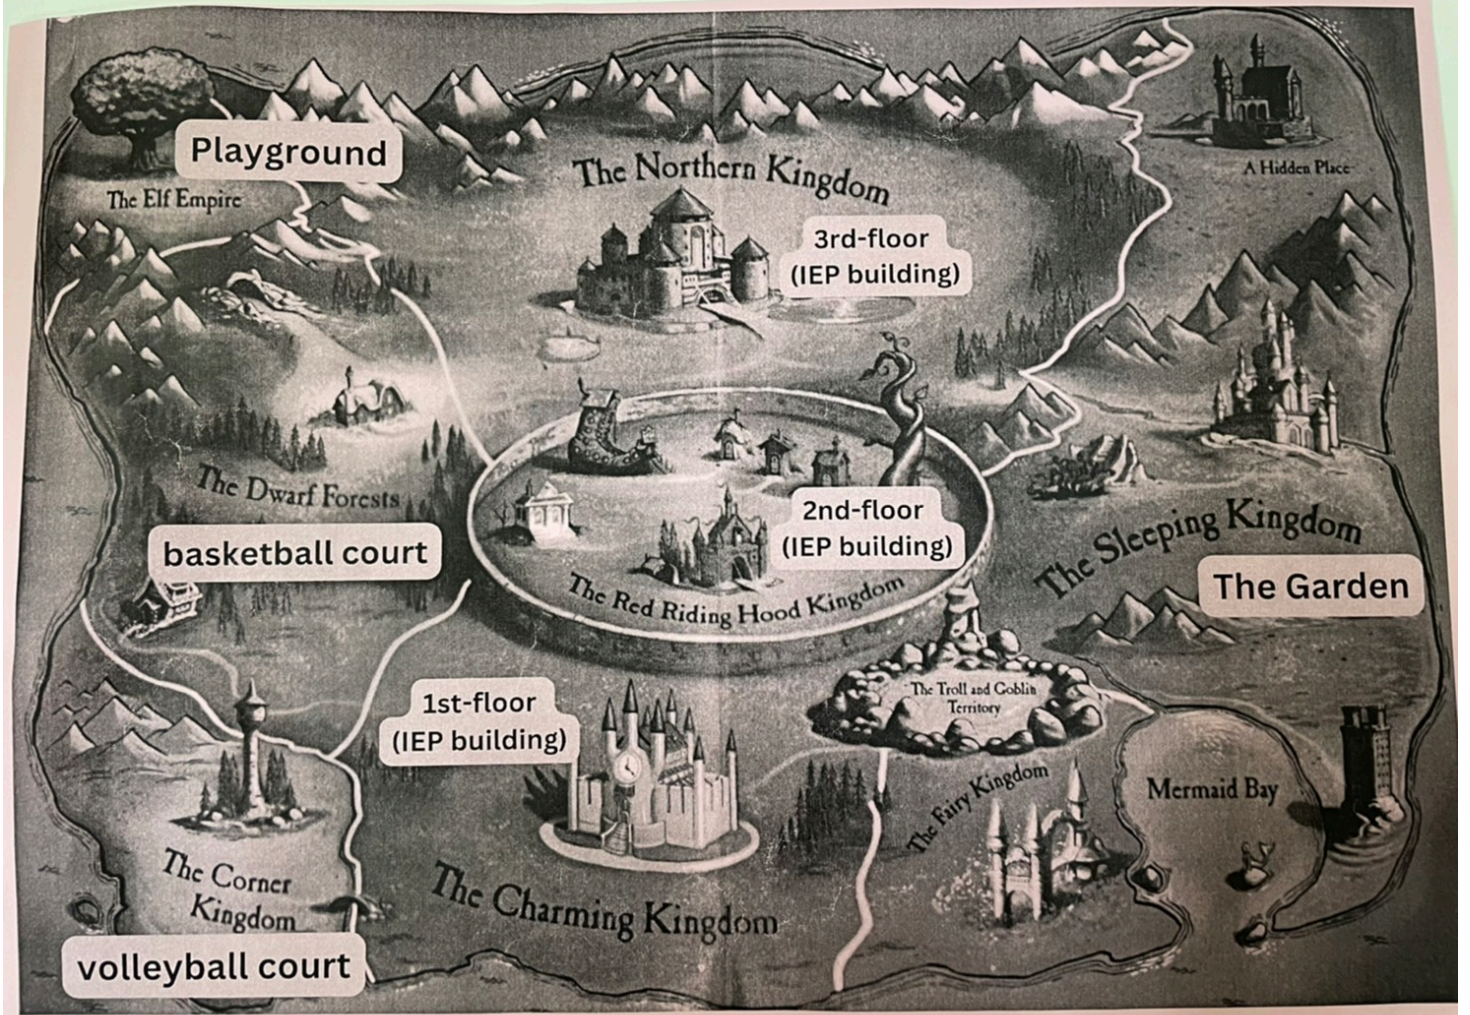 Playground
The Elf Empire
The Northern Kingdom
A Hidden Place
3rd-floor
(IEP building)
The Dwarf Forests
basketball court
2nd-floor
(IEP building)
The Red Riding Hood Kingdom
The Sleeping Kingdom
The Garden
1st-floor
(IEP building)
The Troll and Goblin
Territory
The Fairy Kingdom
Mermaid Bay
The Corner
Kingdom
The Charming Kingdom
volleyball court